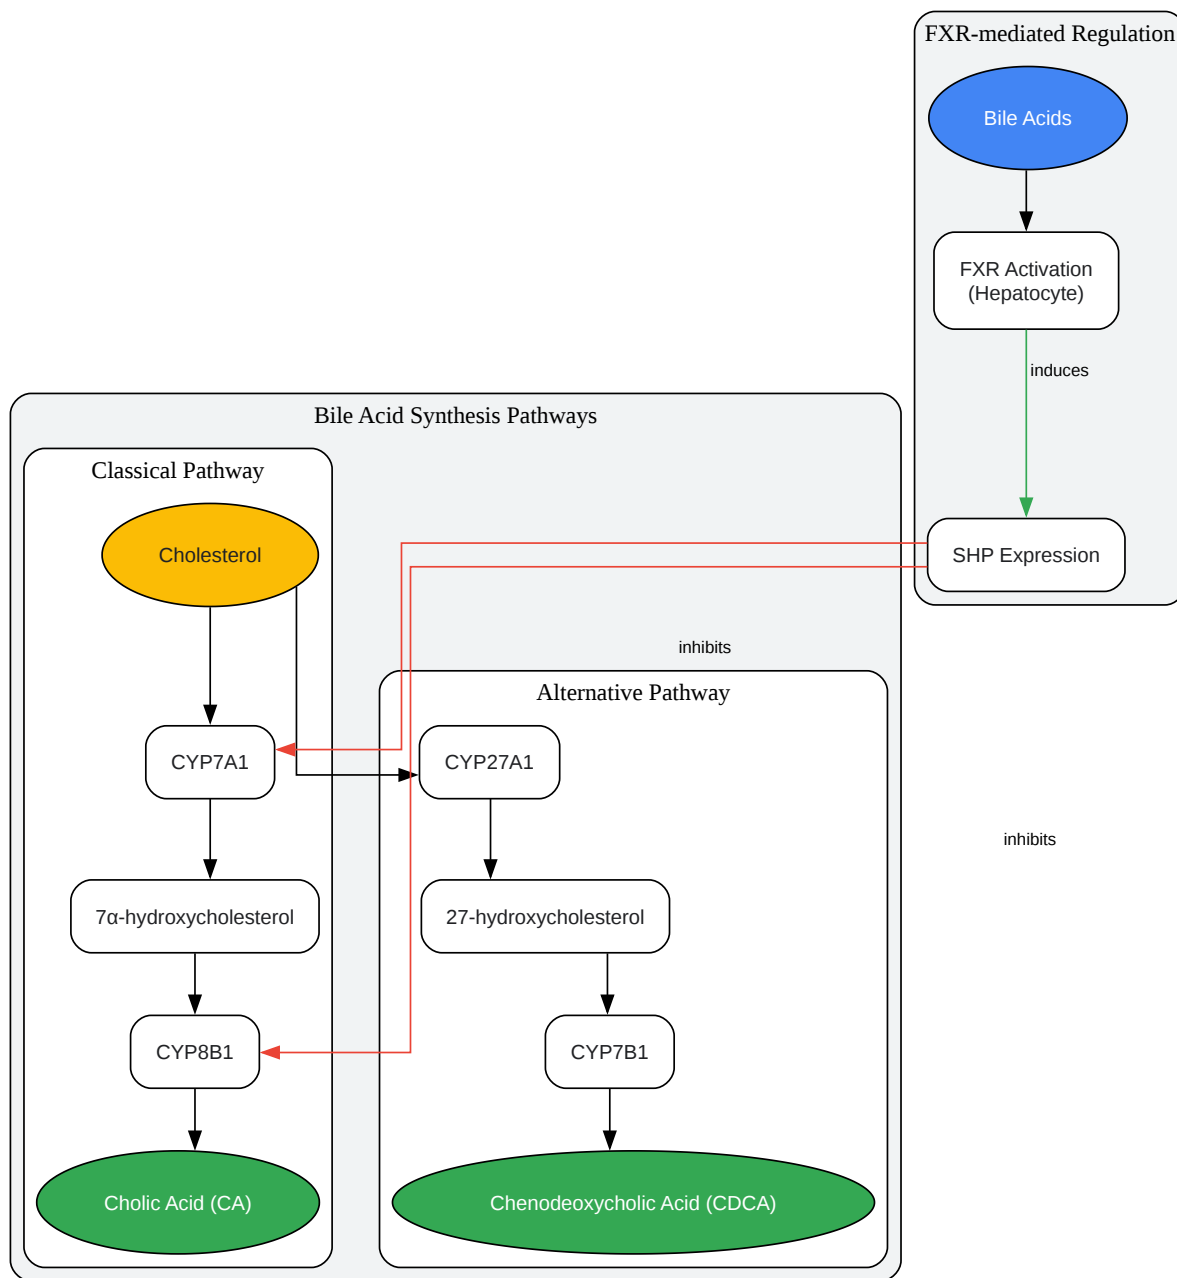 FXR-mediated Regulation
Bile Acids
FXR Activation
(Hepatocyte)
induces
SHP Expression
Bile Acid Synthesis Pathways
Classical Pathway
Cholesterol
inhibits
Alternative Pathway
CYP7A1
CYP27A1
inhibits
7α-hydroxycholesterol
27-hydroxycholesterol
CYP8B1
CYP7B1
Cholic Acid (CA)
Chenodeoxycholic Acid (CDCA)